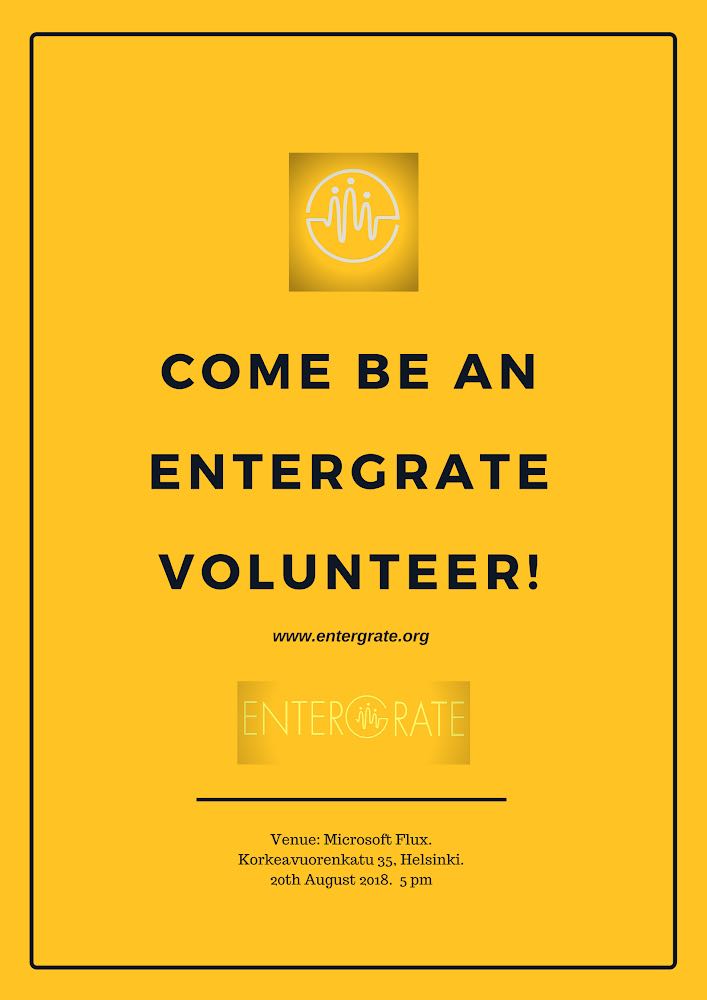 COME BE AN
ENTERGRATE
VOLUNTEER!
www.entergrate.org
ENTERGRATE
Venue: Microsoft Flux.
Korkeavuorenkatu 35, Helsinki.
20th August 2018. 5 pm